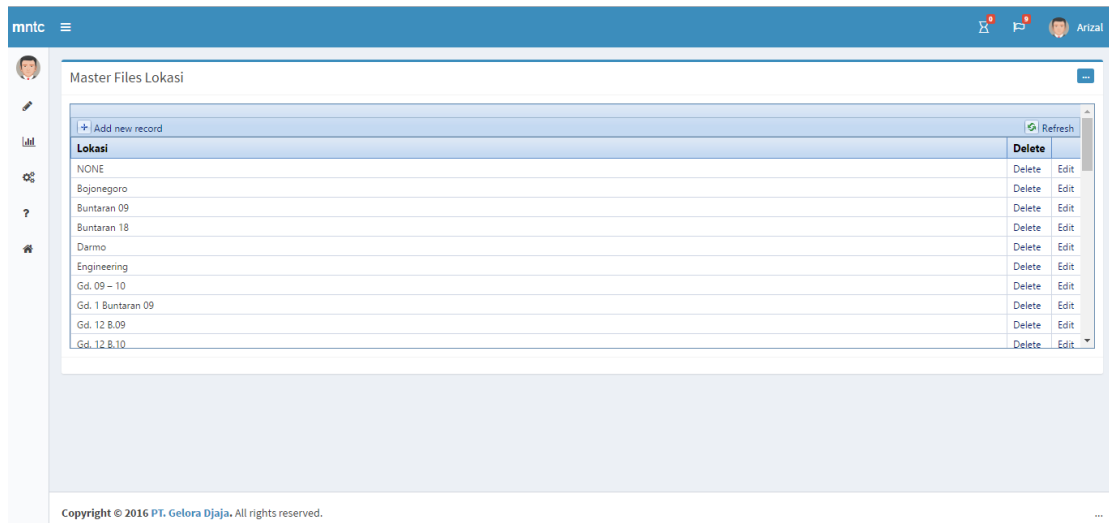 mntc
0
9
Arizal
Master Files Lokasi
...
Add new record Refresh
Lokasi Delete
NONE Delete Edit
Bojonegoro Delete Edit
Buntaran 09 Delete Edit
Buntaran 18 Delete Edit
Darmo Delete Edit
Engineering Delete Edit
Gd. 09 – 10 Delete Edit
Gd. 1 Buntaran 09 Delete Edit
Gd. 12 B.09 Delete Edit
Gd. 12 B.10 Delete Edit
Copyright © 2016 PT. Gelora Djaja. All rights reserved. ...